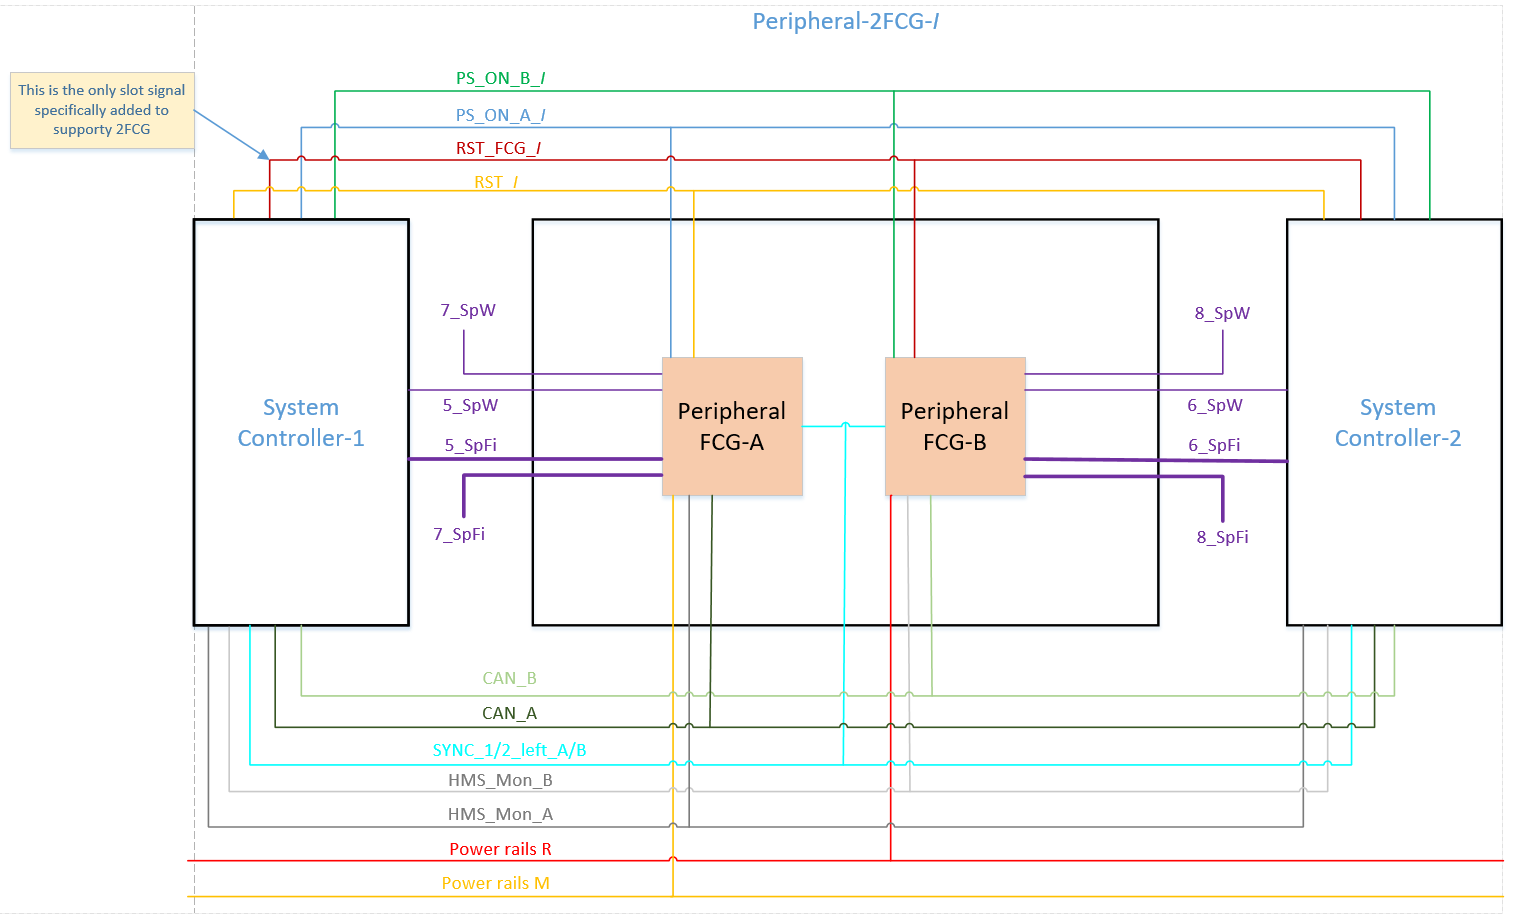 Peripheral-2FCG-I
This is the only slot signal
specifically added to
supporty 2FCG
PS_ON_B_I
PS_ON_A_I
RST_FCG_I
RST_I
7_SpW
8_SpW
System
Controller-1
5_SpW
Peripheral
FCG-A
Peripheral
FCG-B
6_SpW
System
Controller-2
5_SpFi
6_SpFi
7_SpFi
8_SpFi
CAN_B
CAN_A
SYNC_1/2_left_A/B
HMS_Mon_B
HMS_Mon_A
Power rails R
Power rails M